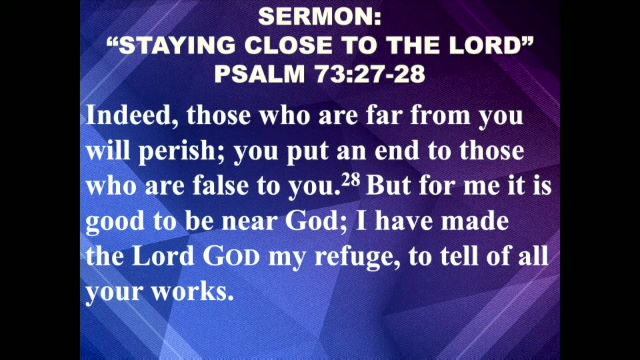 SERMON:
“STAYING CLOSE TO THE LORD”
PSALM 73:27-28
Indeed, those who are far from you
will perish; you put an end to those
who are false to you.28 But for me it is
good to be near God; I have made
the Lord GOD my refuge, to tell of all
your works.